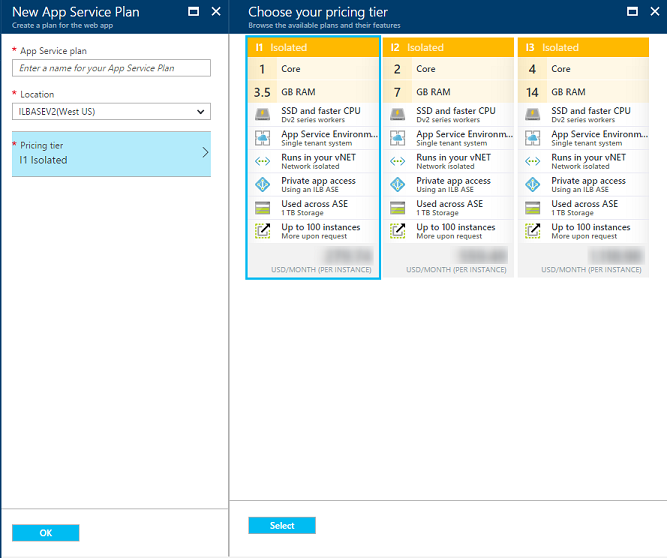 New App Service Plan
Create a plan for the web app
* App Service plan
Enter a name for your App Service Plan
* Location
ILBASEV2(West US)
* Pricing tier
I1 Isolated
OK
Choose your pricing tier
Browse the available plans and their features
I1 Isolated
1 Core
3.5 GB RAM
SSD and faster CPU
Dv2 series workers
App Service Environm...
Single tenant system
Runs in your vNET
Network isolated
Private app access
Using an ILB ASE
Used across ASE
1 TB Storage
Up to 100 instances
More upon request
USD/MONTH (PER INSTANCE)
I2 Isolated
2 Core
7 GB RAM
SSD and faster CPU
Dv2 series workers
App Service Environm...
Single tenant system
Runs in your vNET
Network isolated
Private app access
Using an ILB ASE
Used across ASE
1 TB Storage
Up to 100 instances
More upon request
USD/MONTH (PER INSTANCE)
I3 Isolated
4 Core
14 GB RAM
SSD and faster CPU
Dv2 series workers
App Service Environm...
Single tenant system
Runs in your vNET
Network isolated
Private app access
Using an ILB ASE
Used across ASE
1 TB Storage
Up to 100 instances
More upon request
USD/MONTH (PER INSTANCE)
Select